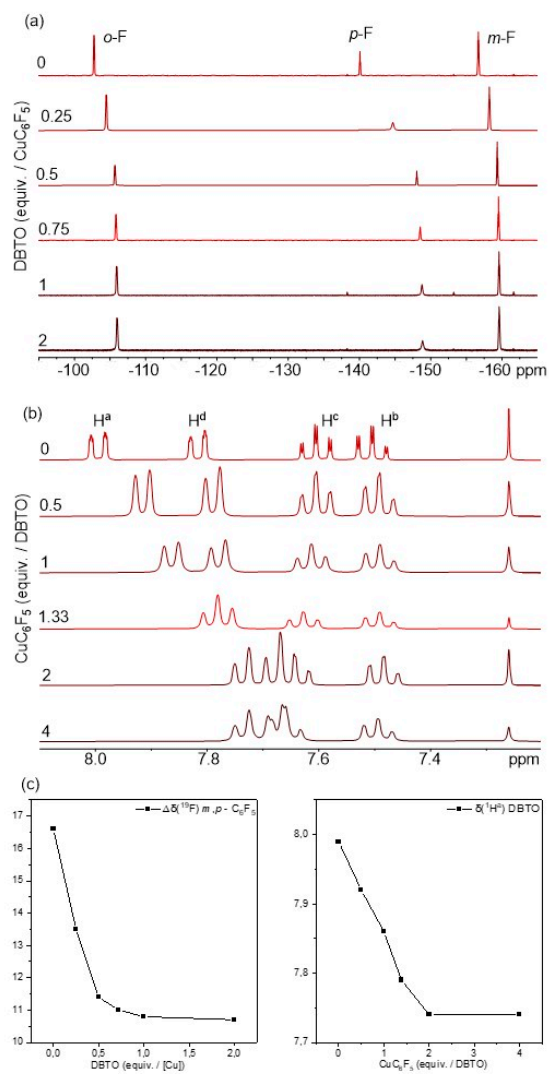 (a)
o-F
p-F
m-F
DBTO (equiv. / CuC6F5)
0
0.25
0.5
0.75
1
2
-100 -110 -120 -130 -140 -150 -160 ppm
(b)
Hᵃ
Hᵈ
Hᶜ
Hᵇ
CuC6F5 (equiv. / DBTO)
0
0.5
1
1.33
2
4
8.0 7.8 7.6 7.4 ppm
(c)
Δδ(¹⁹F) m,p- C6F5
17
16
15
14
13
12
11
10
0,0 0,5 1,0 1,5 2,0
DBTO (equiv. / [Cu])
δ(¹Hᵃ) DBTO
8,0
7,9
7,8
7,7
0 1 2 3 4
CuC6F5 (equiv. / DBTO)